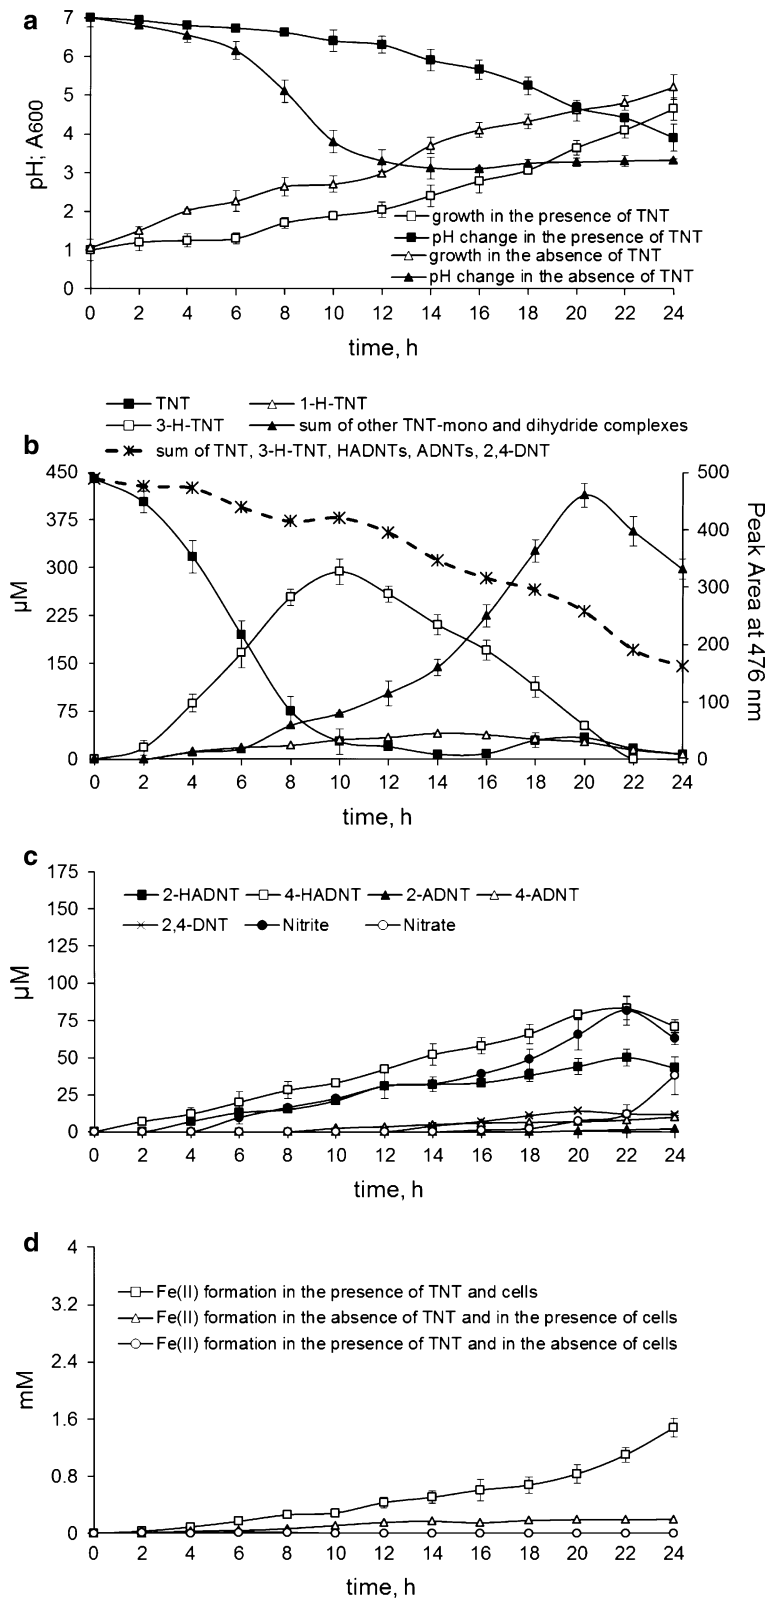 a
7
6
5
4
3
2
1
0
pH; A600
growth in the presence of TNT
pH change in the presence of TNT
growth in the absence of TNT
pH change in the absence of TNT
0 2 4 6 8 10 12 14 16 18 20 22 24
time, h
TNT 1-H-TNT
3-H-TNT sum of other TNT-mono and dihydride complexes
b
sum of TNT, 3-H-TNT, HADNTs, ADNTs, 2,4-DNT
450 500
375 400
300 300
225
150 200
75 100
0 0
µM
Peak Area at 476 nm
0 2 4 6 8 10 12 14 16 18 20 22 24
time, h
c
175
150
125
100
75
50
25
0
µM
2-HADNT 4-HADNT 2-ADNT 4-ADNT
2,4-DNT Nitrite Nitrate
0 2 4 6 8 10 12 14 16 18 20 22 24
time, h
d
4
3.2
2.4
1.6
0.8
0
mM
Fe(II) formation in the presence of TNT and cells
Fe(II) formation in the absence of TNT and in the presence of cells
Fe(II) formation in the presence of TNT and in the absence of cells
0 2 4 6 8 10 12 14 16 18 20 22 24
time, h